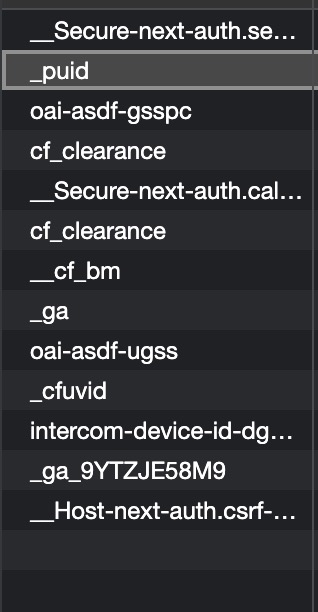 __Secure-next-auth.se...
_puid
oai-asdf-gsspc
cf_clearance
__Secure-next-auth.cal...
cf_clearance
__cf_bm
_ga
oai-asdf-ugss
_cfuvid
intercom-device-id-dg...
_ga_9YTZJE58M9
__Host-next-auth.csrf-...